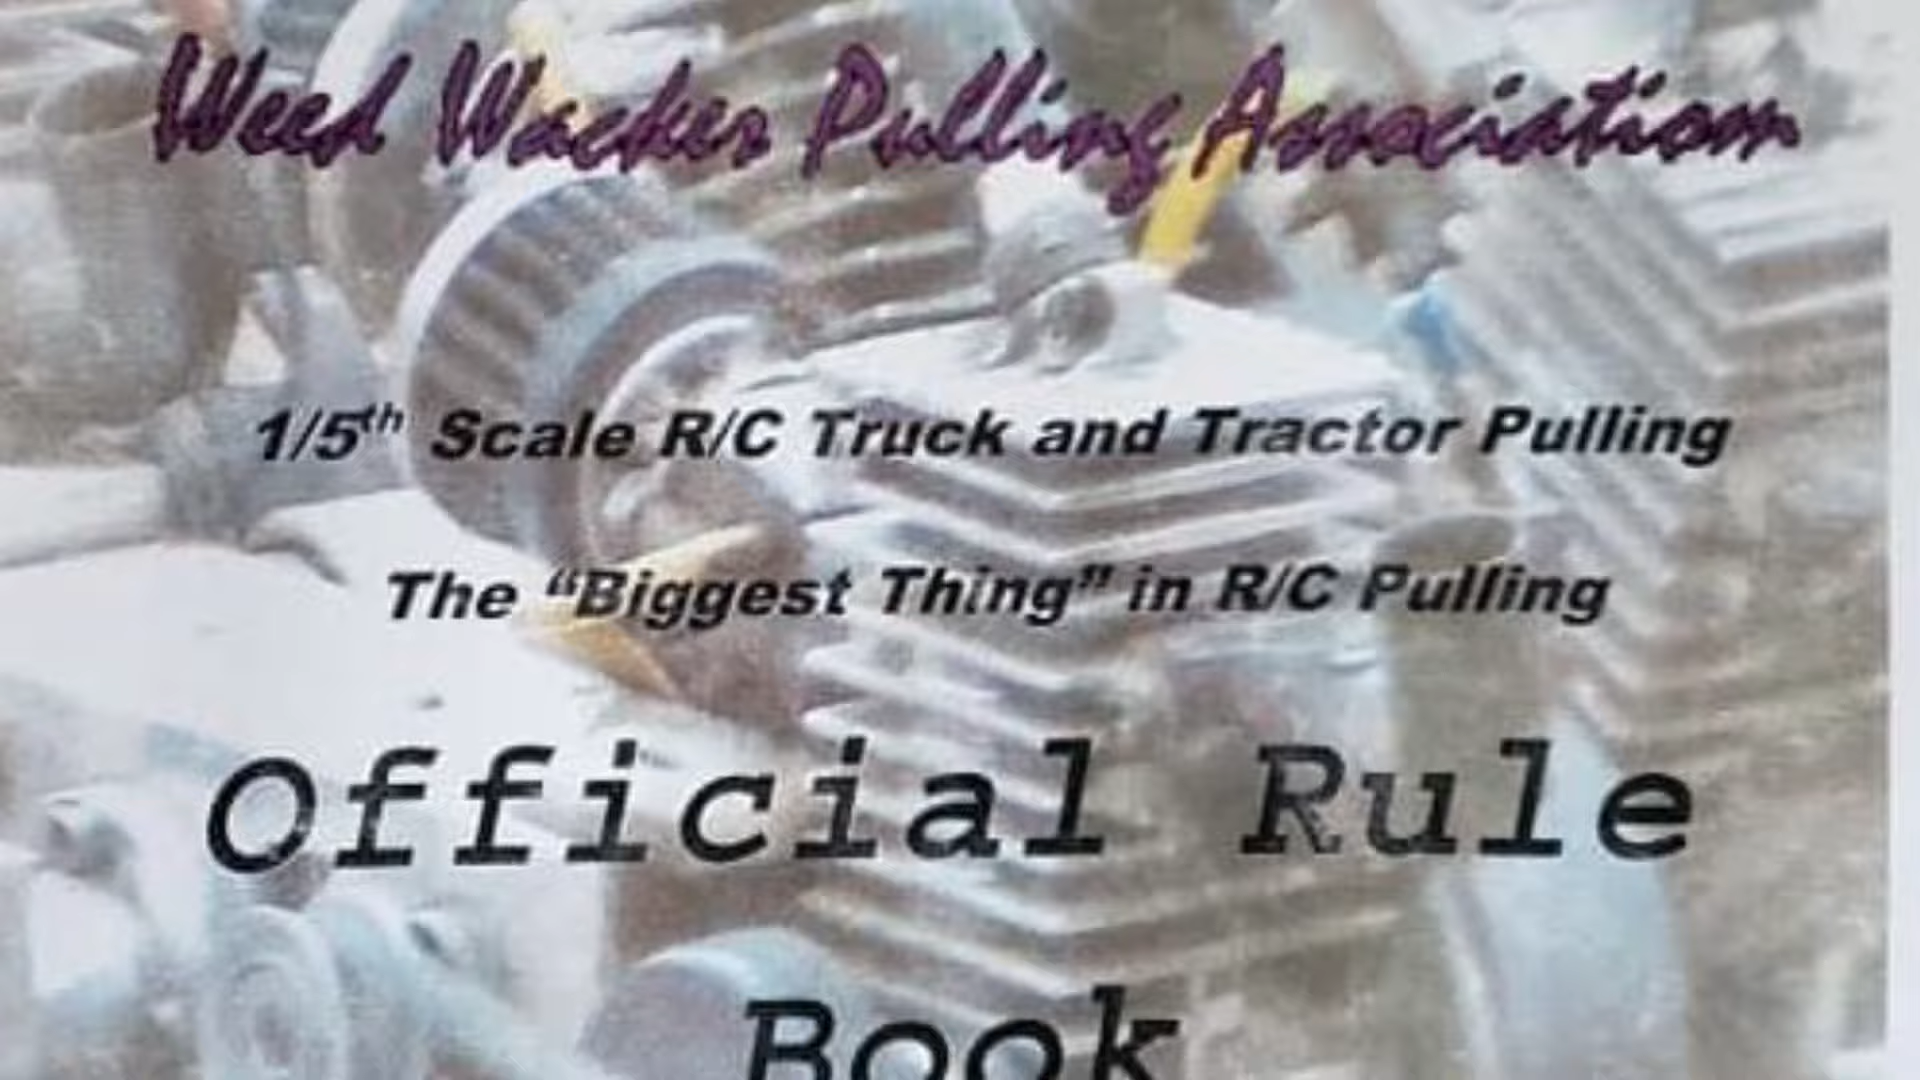 Weed Wacker Pulling Association
1/5th Scale R/C Truck and Tractor Pulling
The “Biggest Thing” in R/C Pulling
Official Rule
Book